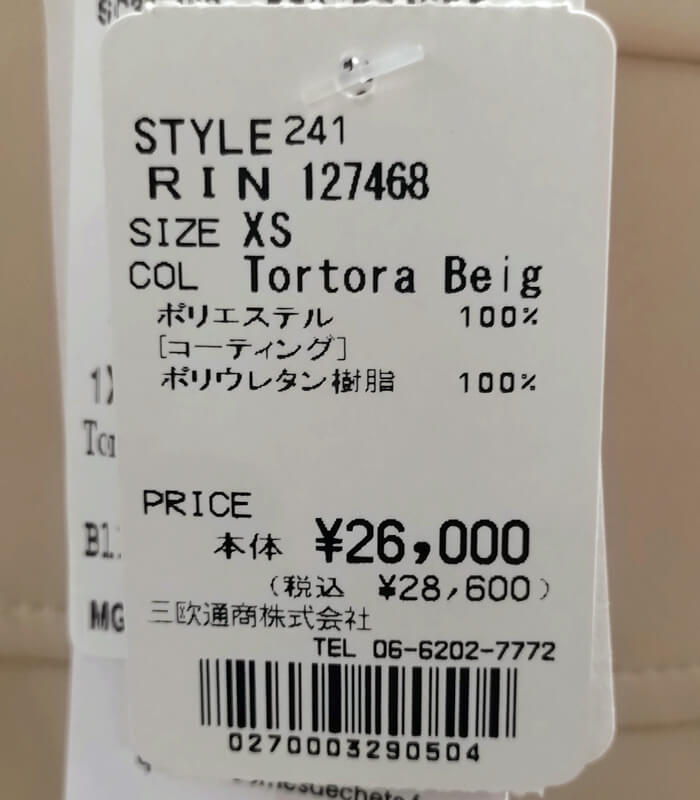 STYLE 241
RIN 127468
SIZE XS
COL Tortora Beig
ポリエステル 100%
[コーティング]
ポリウレタン樹脂 100%
PRICE
本体 ¥26,000
(税込 ¥28,600)
三欧通商株式会社
TEL 06-6202-7772
0270003290504
MG